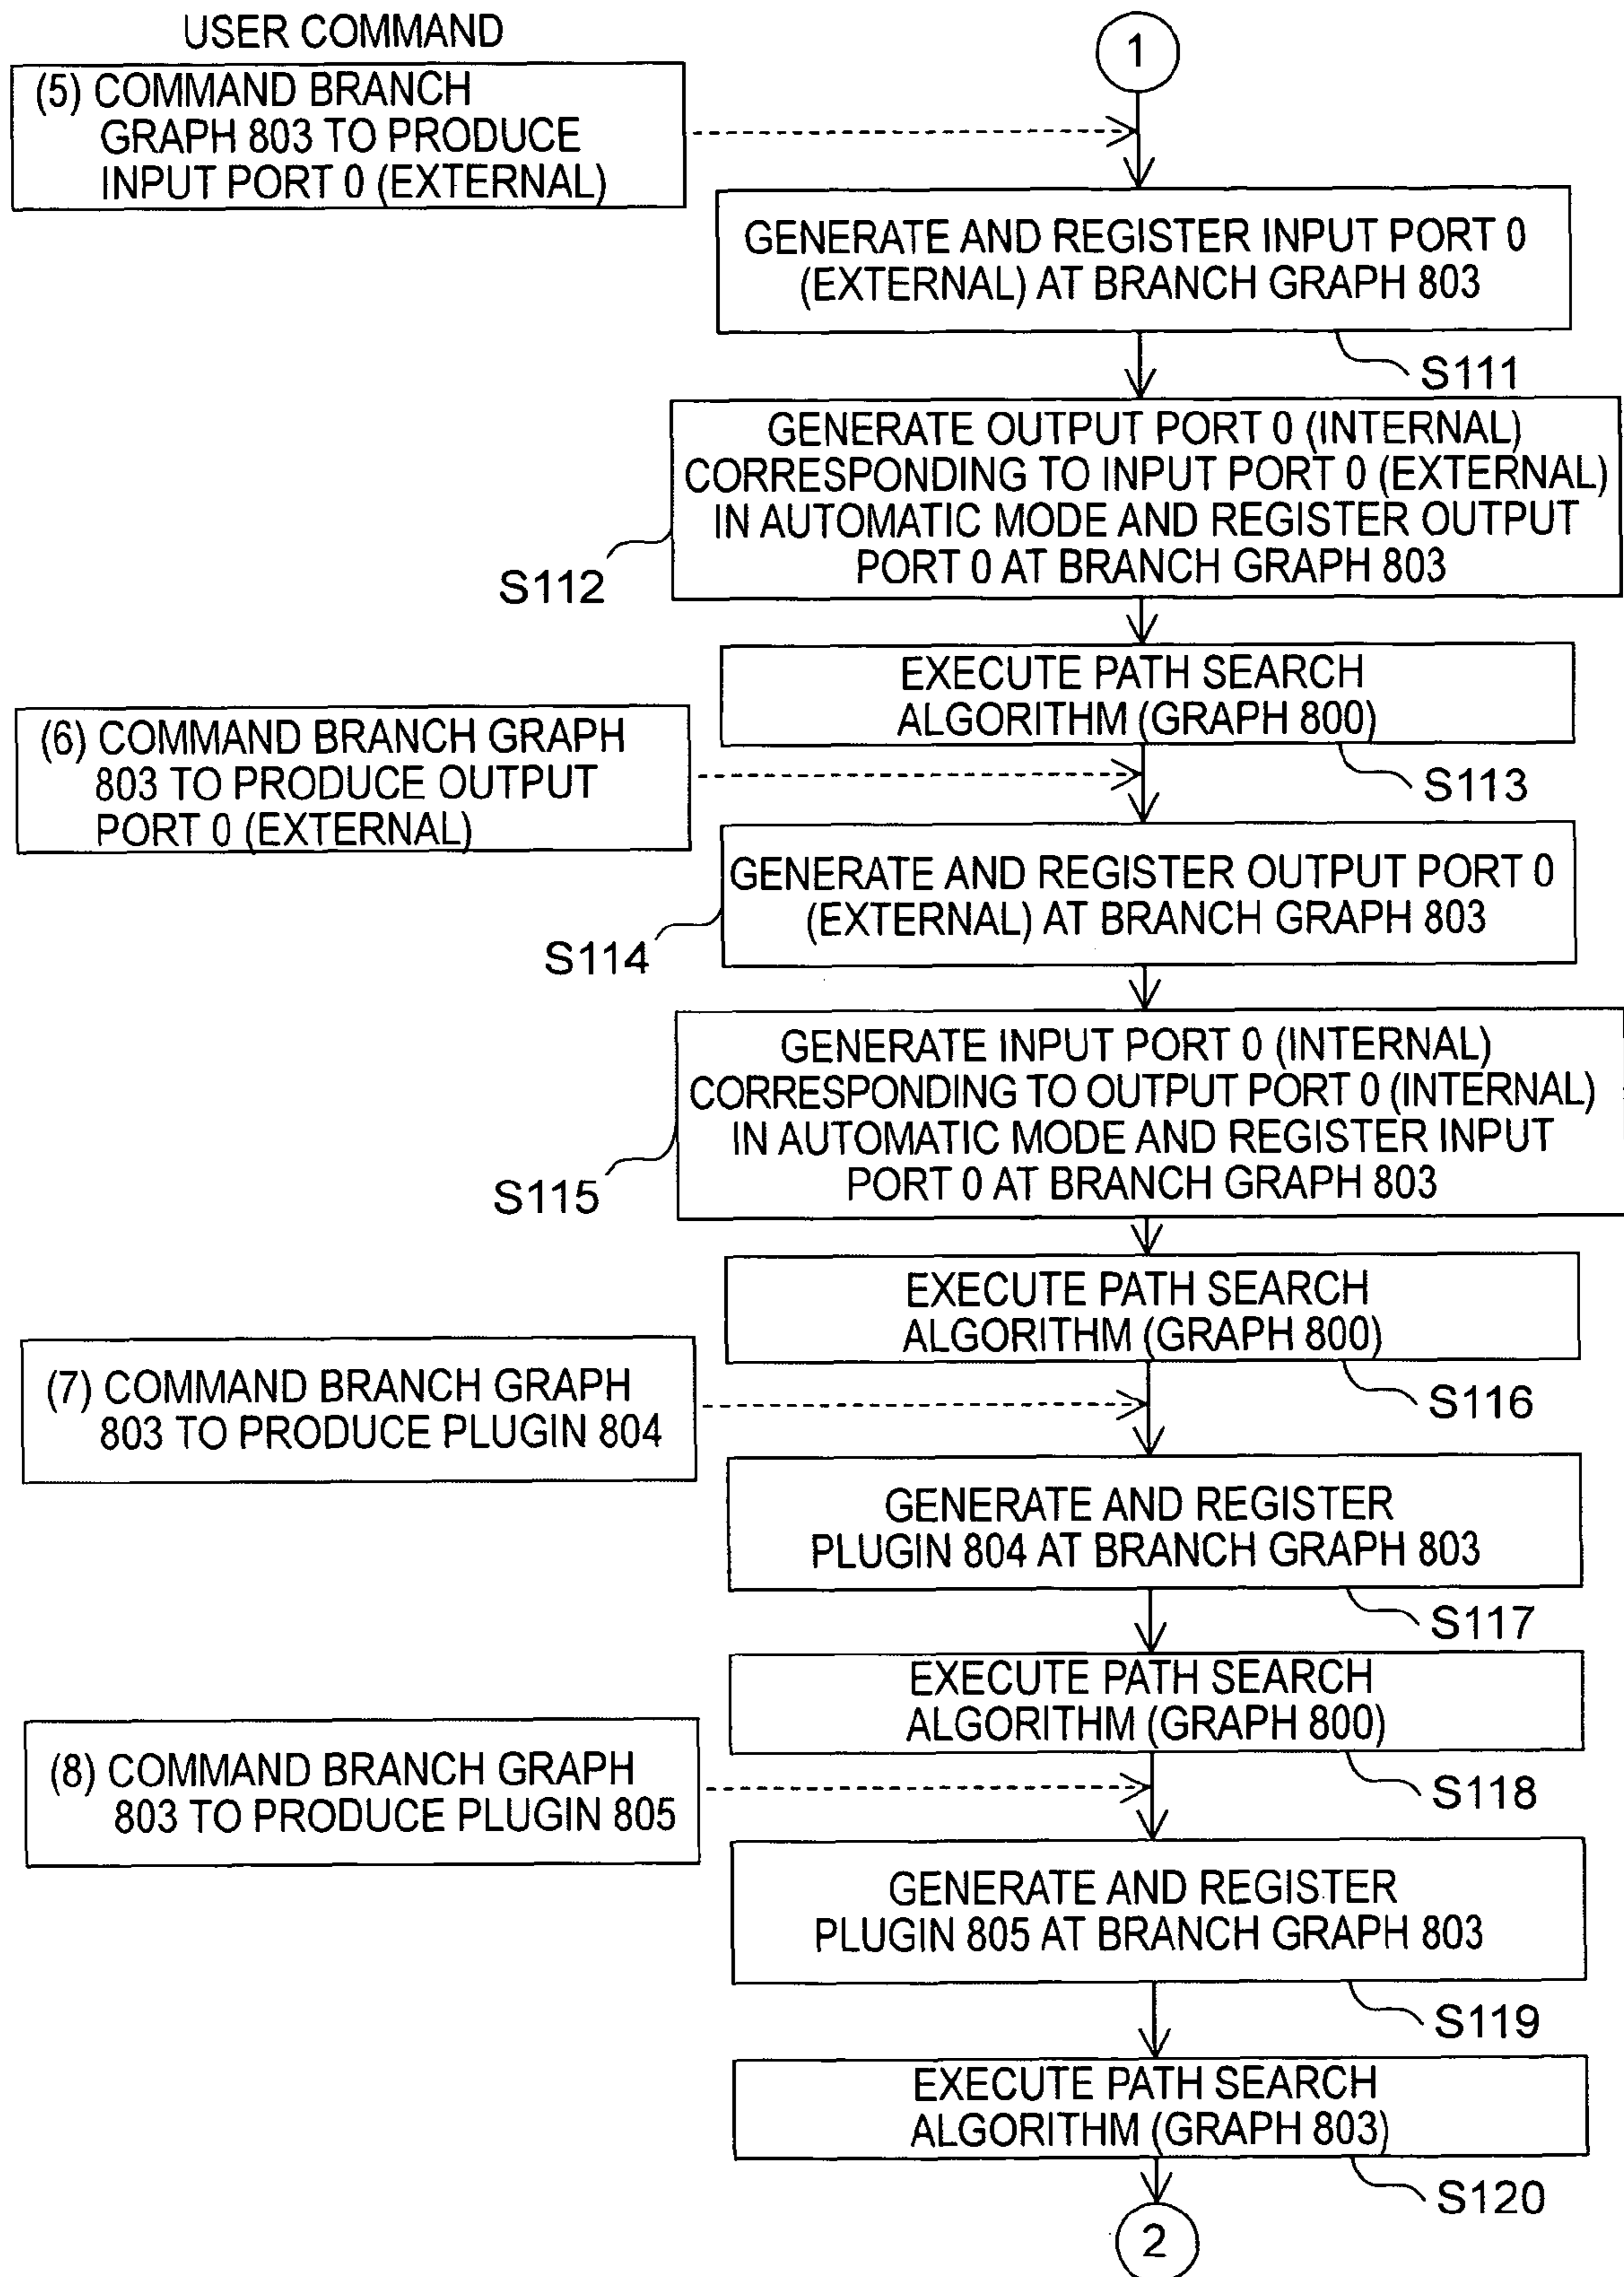 USER COMMAND
1
(5) COMMAND BRANCH
GRAPH 803 TO PRODUCE
INPUT PORT 0 (EXTERNAL)
GENERATE AND REGISTER INPUT PORT 0
(EXTERNAL) AT BRANCH GRAPH 803
S111
GENERATE OUTPUT PORT 0 (INTERNAL)
CORRESPONDING TO INPUT PORT 0 (EXTERNAL)
IN AUTOMATIC MODE AND REGISTER OUTPUT
PORT 0 AT BRANCH GRAPH 803
S112
EXECUTE PATH SEARCH
ALGORITHM (GRAPH 800)
S113
(6) COMMAND BRANCH GRAPH
803 TO PRODUCE OUTPUT
PORT 0 (EXTERNAL)
GENERATE AND REGISTER OUTPUT PORT 0
(EXTERNAL) AT BRANCH GRAPH 803
S114
GENERATE INPUT PORT 0 (INTERNAL)
CORRESPONDING TO OUTPUT PORT 0 (INTERNAL)
IN AUTOMATIC MODE AND REGISTER INPUT
PORT 0 AT BRANCH GRAPH 803
S115
EXECUTE PATH SEARCH
ALGORITHM (GRAPH 800)
S116
(7) COMMAND BRANCH GRAPH
803 TO PRODUCE PLUGIN 804
GENERATE AND REGISTER
PLUGIN 804 AT BRANCH GRAPH 803
S117
EXECUTE PATH SEARCH
ALGORITHM (GRAPH 800)
S118
(8) COMMAND BRANCH GRAPH
803 TO PRODUCE PLUGIN 805
GENERATE AND REGISTER
PLUGIN 805 AT BRANCH GRAPH 803
S119
EXECUTE PATH SEARCH
ALGORITHM (GRAPH 803)
S120
2